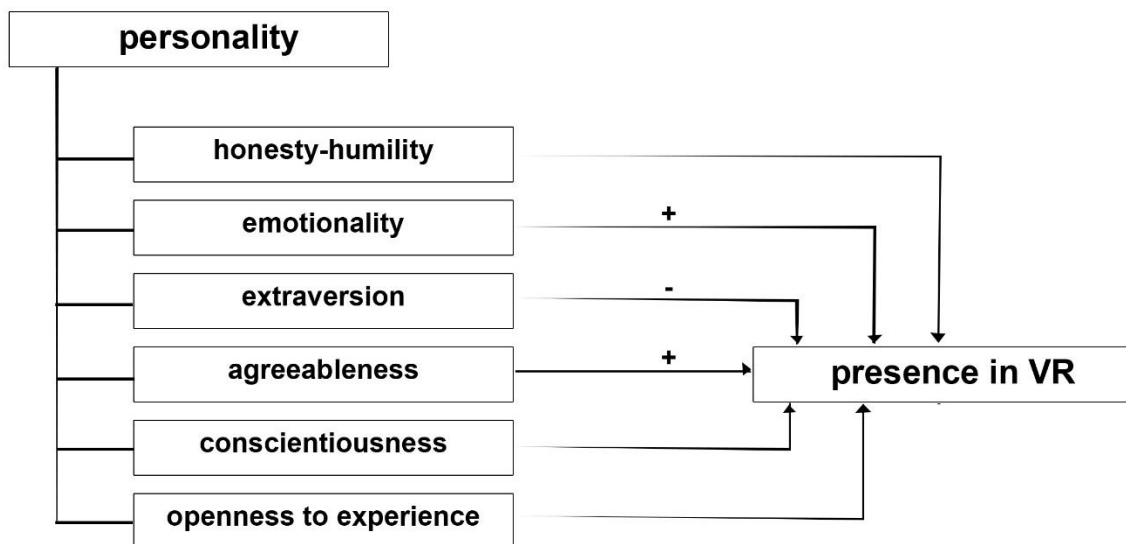 personality
honesty-humility
emotionality
+
extraversion
-
agreeableness
+
presence in VR
conscientiousness
openness to experience